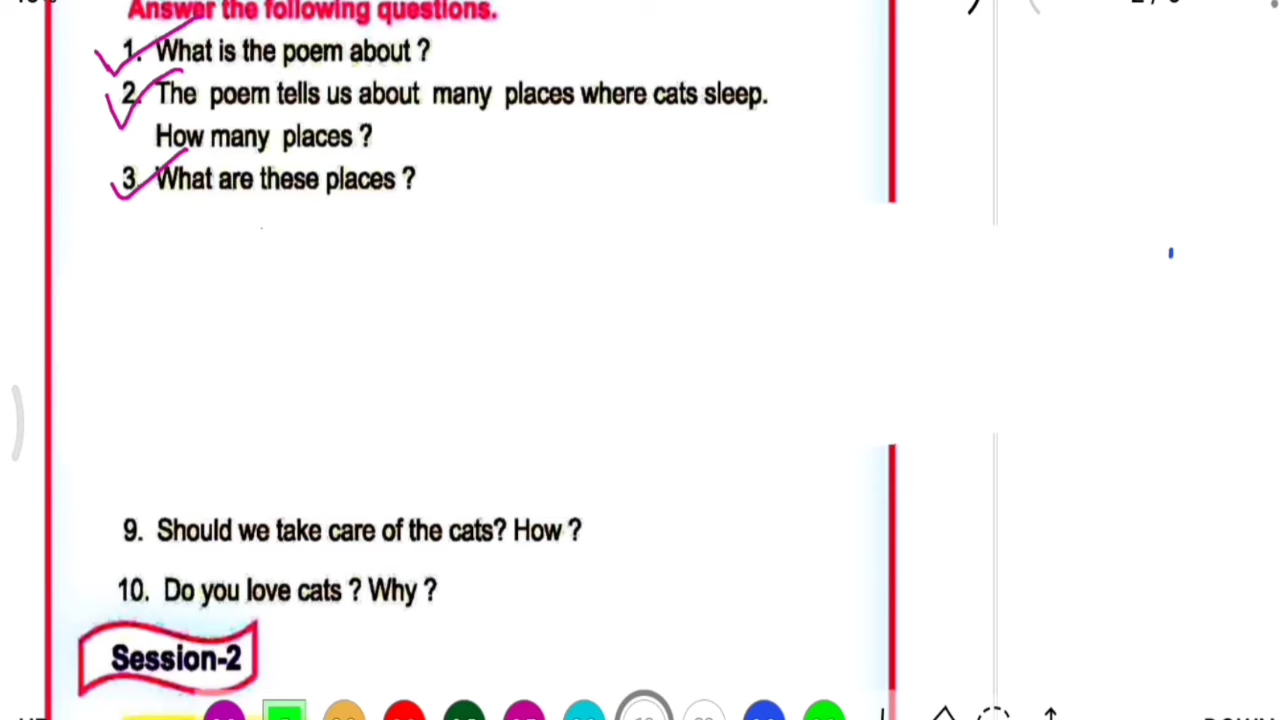 Answer the following questions.
1. What is the poem about ?
2. The poem tells us about many places where cats sleep.
How many places ?
3. What are these places ?
9. Should we take care of the cats? How ?
10. Do you love cats ? Why ?
Session-2